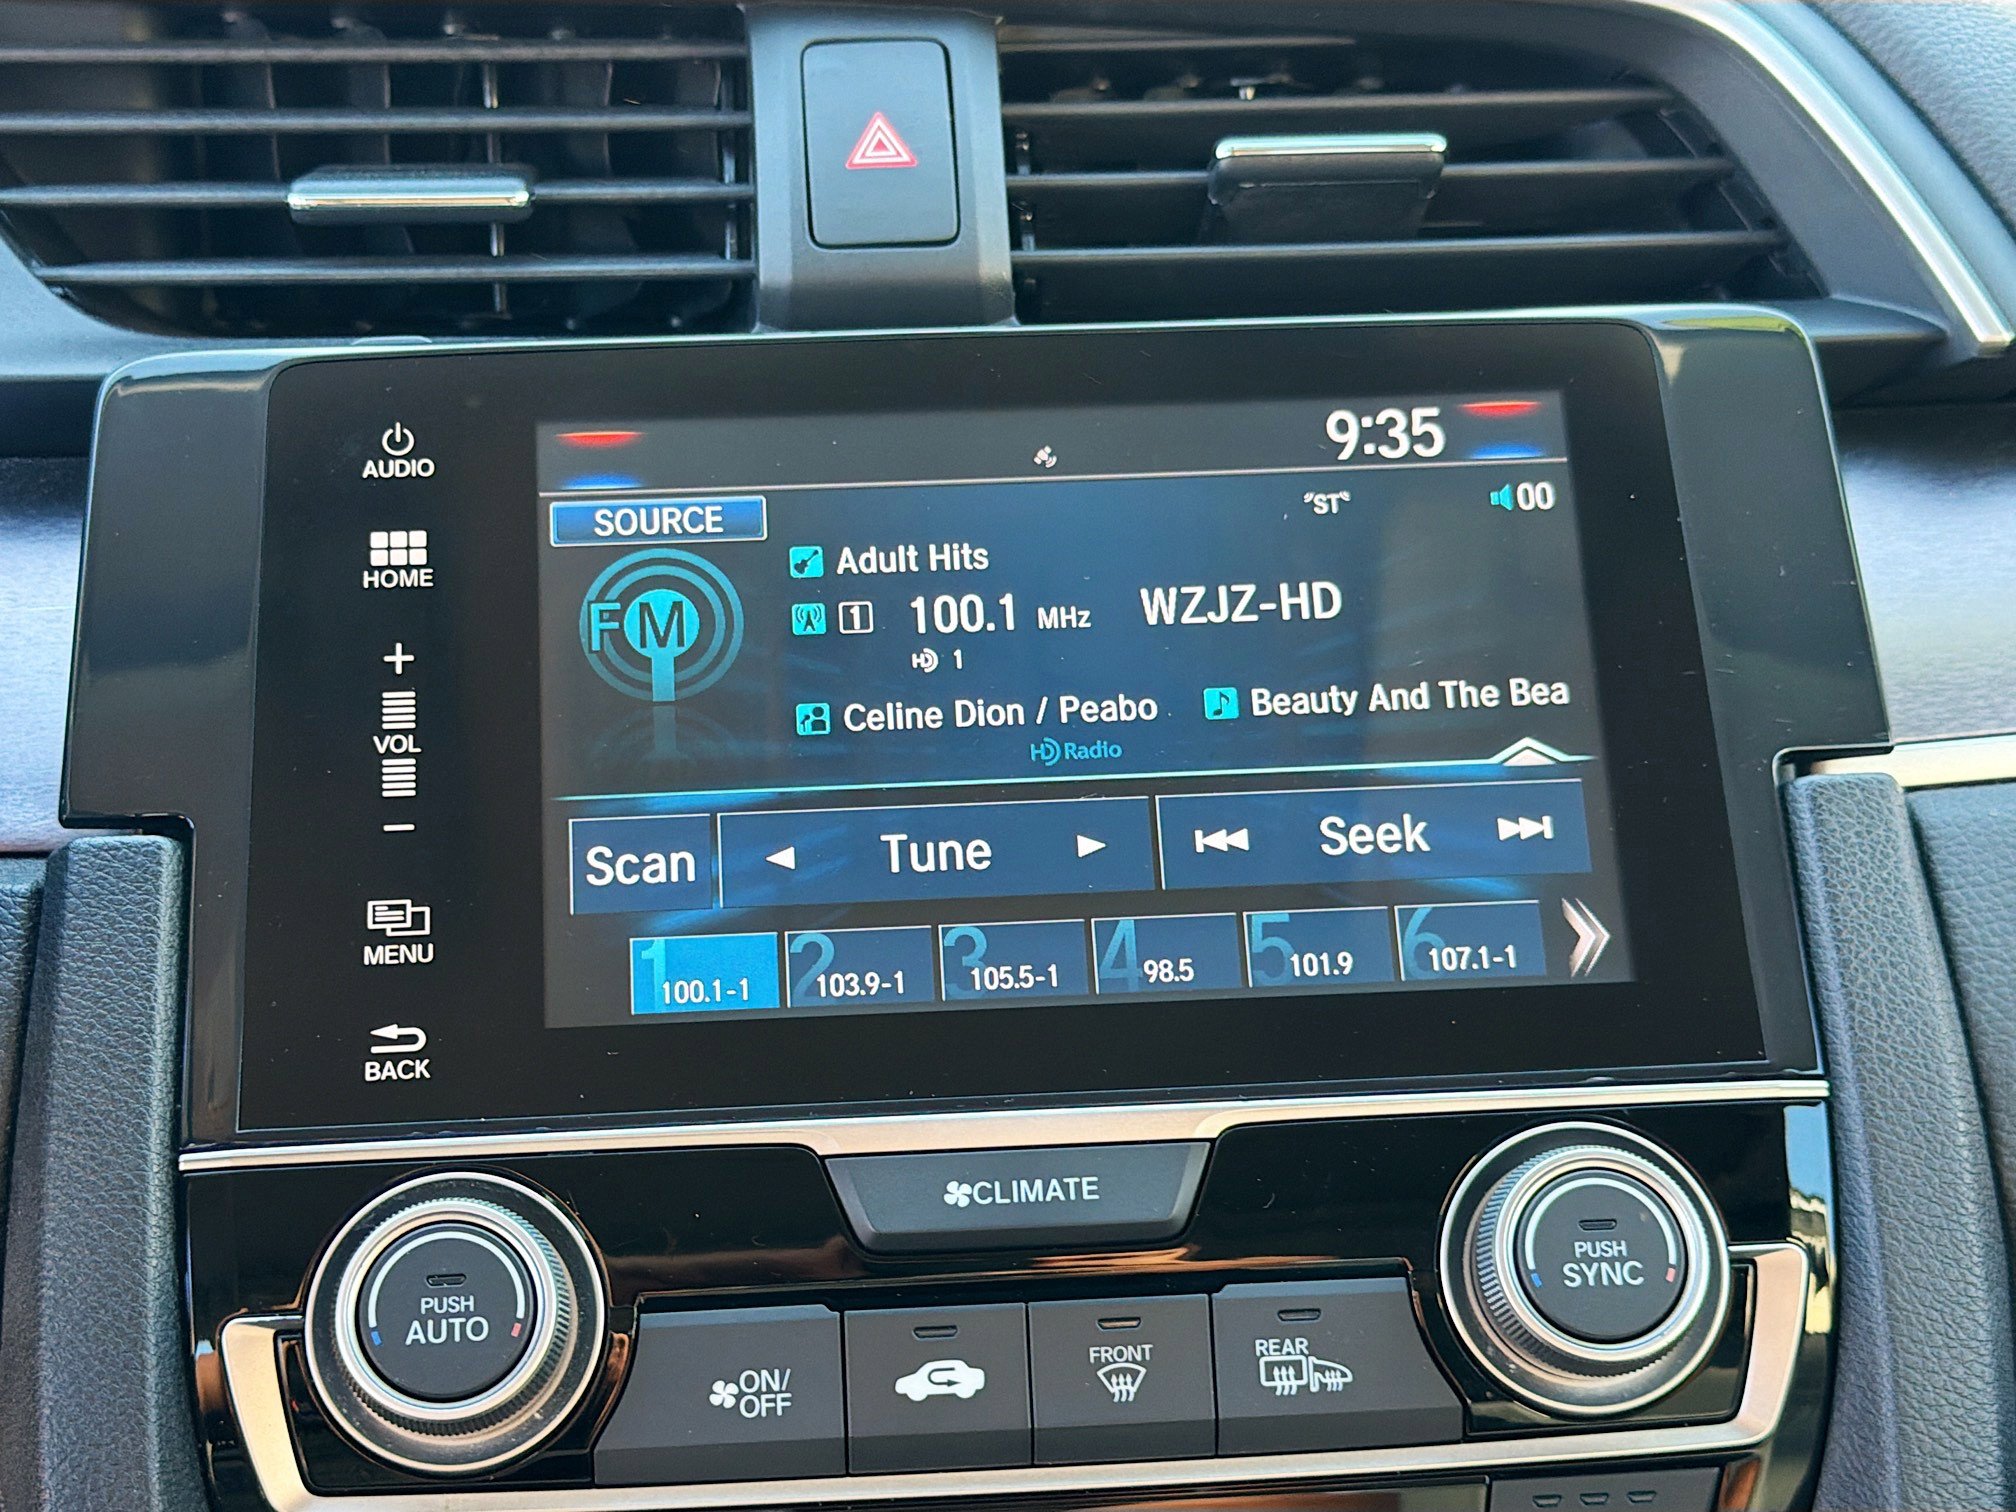 AUDIO
HOME
+
VOL
−
MENU
BACK
9:35
SOURCE
"ST"
00
FM
Adult Hits
1 100.1 MHz WZJZ-HD
HD 1
Celine Dion / Peabo
Beauty And The Bea
HD Radio
Scan
Tune
Seek
1 100.1-1
2 103.9-1
3 105.5-1
4 98.5
5 101.9
6 107.1-1
CLIMATE
PUSH
AUTO
PUSH
SYNC
ON/
OFF
FRONT
REAR